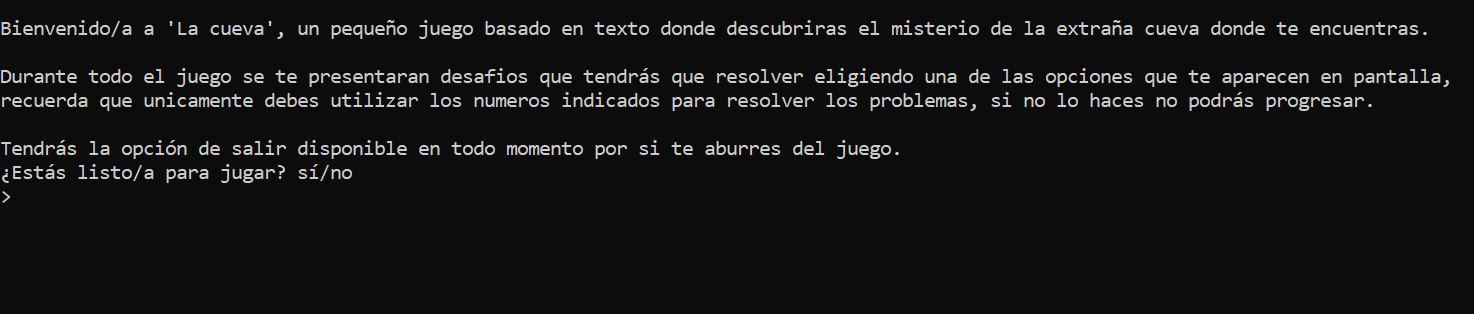 Bienvenido/a a 'La cueva', un pequeño juego basado en texto donde descubriras el misterio de la extraña cueva donde te encuentras.
Durante todo el juego se te presentaran desafios que tendrás que resolver eligiendo una de las opciones que te aparecen en pantalla,
recuerda que unicamente debes utilizar los numeros indicados para resolver los problemas, si no lo haces no podrás progresar.
Tendrás la opción de salir disponible en todo momento por si te aburres del juego.
¿Estás listo/a para jugar? sí/no
>